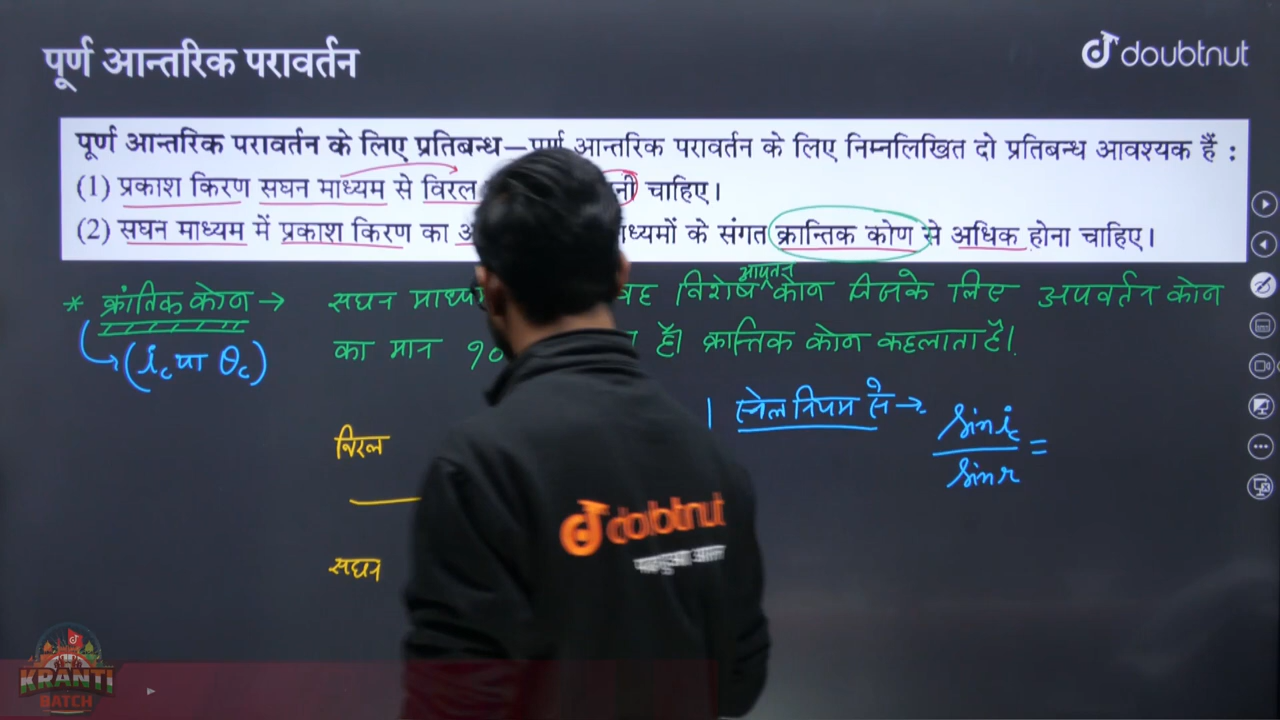 पूर्ण आन्तरिक परावर्तन
doubtnut
पूर्ण आन्तरिक परावर्तन के लिए प्रतिबन्ध—पूर्ण आन्तरिक परावर्तन के लिए निम्नलिखित दो प्रतिबन्ध आवश्यक हैं :
(1) प्रकाश किरण सघन माध्यम से विरल नी चाहिए।
(2) सघन माध्यम में प्रकाश किरण का माध्यमों के संगत क्रान्तिक कोण से अधिक होना चाहिए।
आपतन
* क्रांतिक कोण → सघन वह विशेष कोन जिसके लिए अपवर्तन कोन
का मान 90 है। क्रान्तिक कोण कहलाता है।
(ic या θc)
स्नेल नियम से →
sin ic / sin r =
विरल
सघन
doubtnut
KRANTI
BATCH